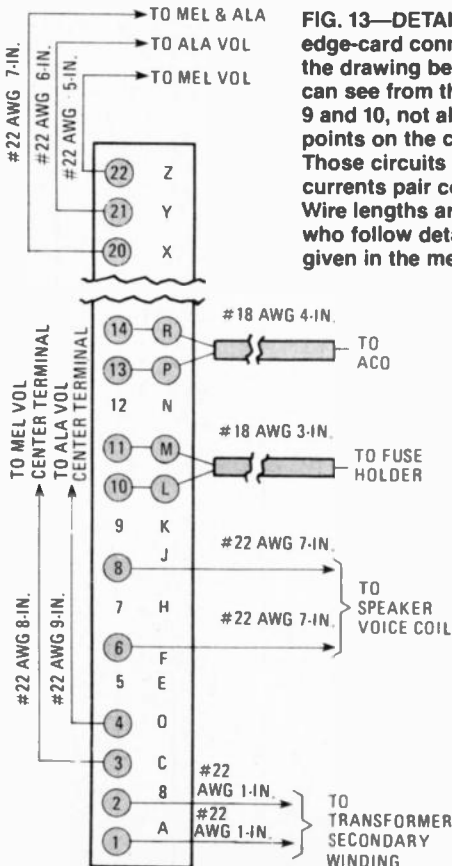 FIG. 13—DETAI
edge-card conn
the drawing be
can see from th
9 and 10, not al
points on the c
Those circuits
currents pair co
Wire lengths ar
who follow deta
given in the me
TO MEL & ALA
TO ALA VOL
TO MEL VOL
#22 AWG 7-IN.
#22 AWG 6-IN.
#22 AWG 5-IN.
22 Z
21 Y
20 X
14 R
13 P
12 N
11 M
10 L
9 K
J
8
7 H
6
F
5 E
4 O
3 C
2 8
1 A
#18 AWG 4-IN.
TO
ACO
#18 AWG 3-IN.
TO FUSE
HOLDER
#22 AWG 7-IN.
#22 AWG 7-IN.
TO
SPEAKER
VOICE COIL
#22
AWG 1-IN.
#22
AWG 1-IN.
TO
TRANSFORMER
SECONDARY
WINDING
TO MEL VOL
CENTER TERMINAL
TO ALA VOL
CENTER TERMINAL
#22 AWG 8-IN.
#22 AWG 9-IN.